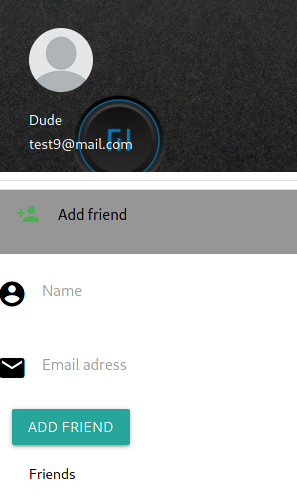 Dude
test9@mail.com
Add friend
Name
Email adress
ADD FRIEND
Friends